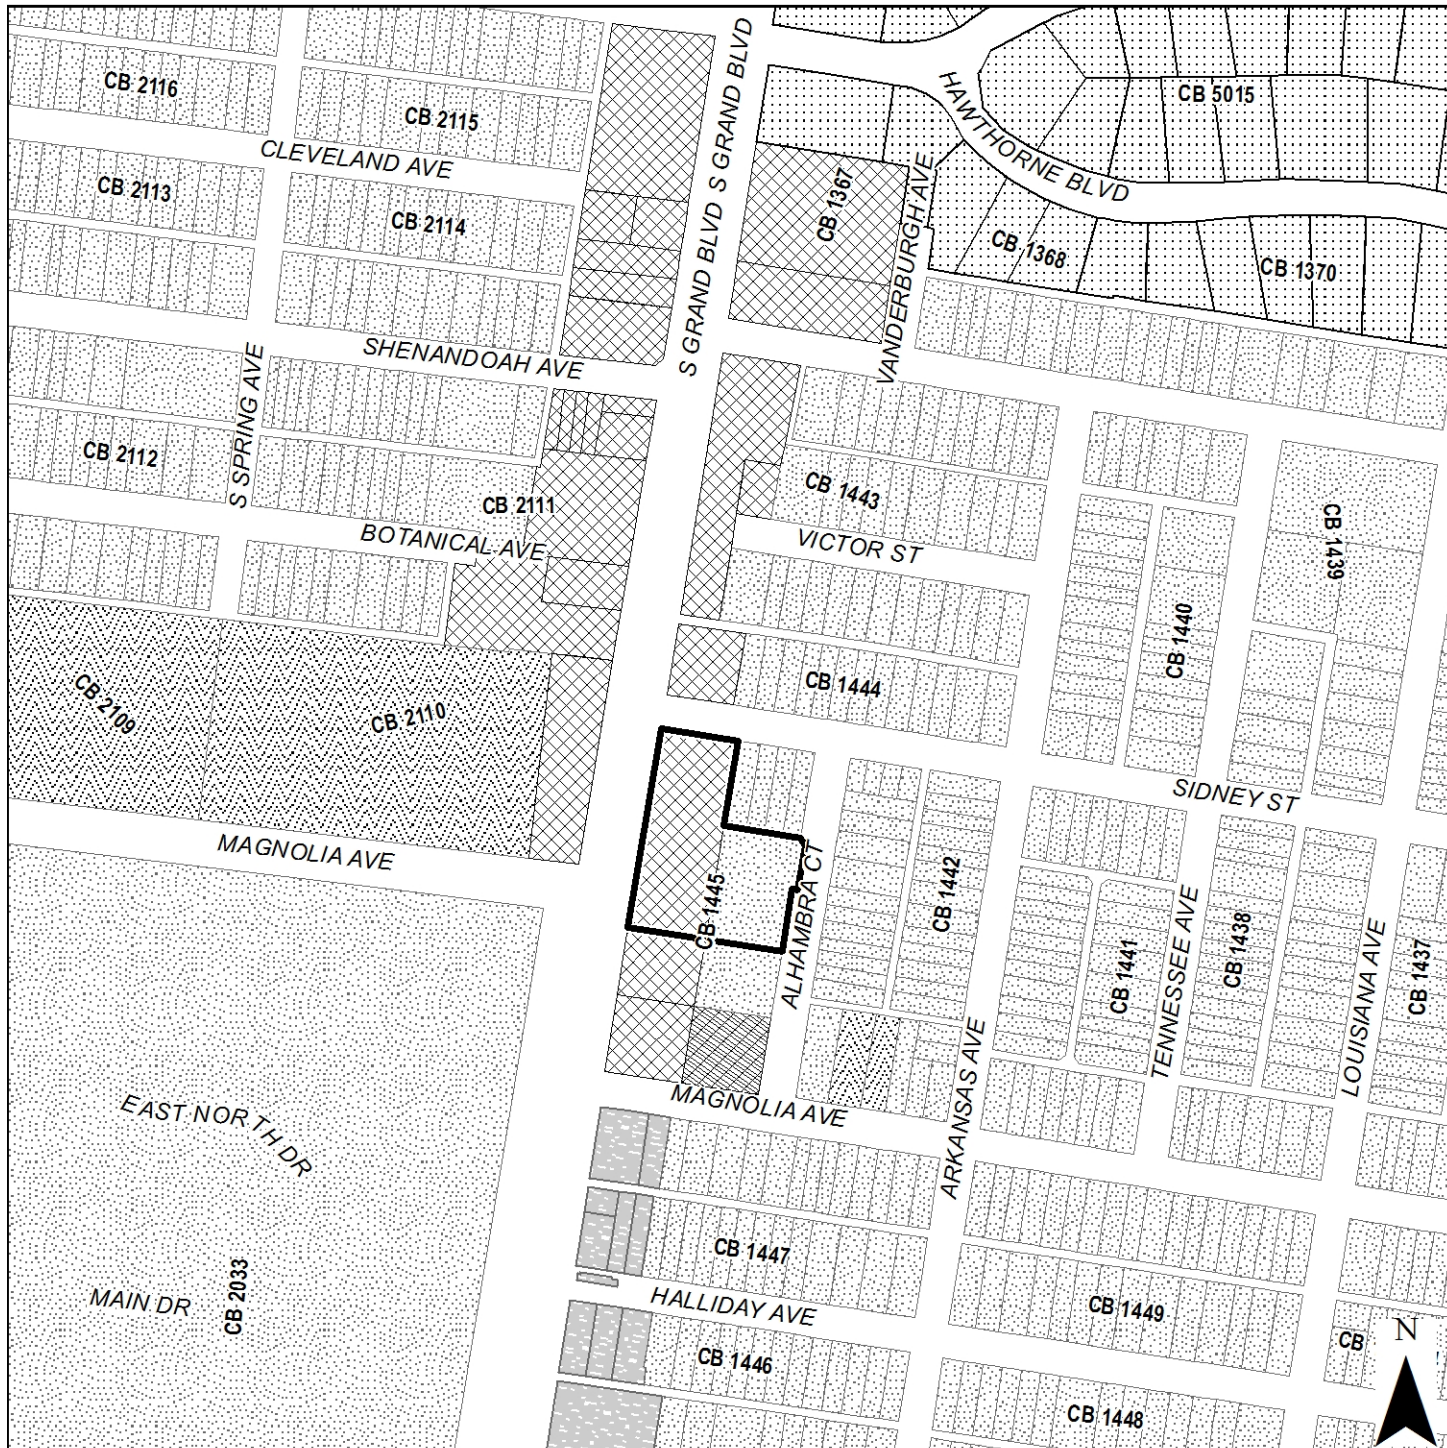 S GRAND BLVD S GRAND BLVD
HAWTHORNE BLVD
CB 2116
CB 2115
CB 5015
CLEVELAND AVE
CB 2113
CB 2114
CB 1367
VANDERBURGH AVE
CB 1368
CB 1370
SHENANDOAH AVE
S SPRING AVE
CB 2112
CB 2111
CB 1443
CB 1439
BOTANICAL AVE
VICTOR ST
CB 1440
CB 2109
CB 2110
CB 1444
SIDNEY ST
MAGNOLIA AVE
CB 1445
ALHAMBRA CT
CB 1442
CB 1441
TENNESSEE AVE
CB 1438
LOUISIANA AVE
CB 1437
EAST NORTH DR
MAGNOLIA AVE
ARKANSAS AVE
CB 1447
MAIN DR
CB 2033
HALLIDAY AVE
CB 1449
CB
N
CB 1446
CB 1448